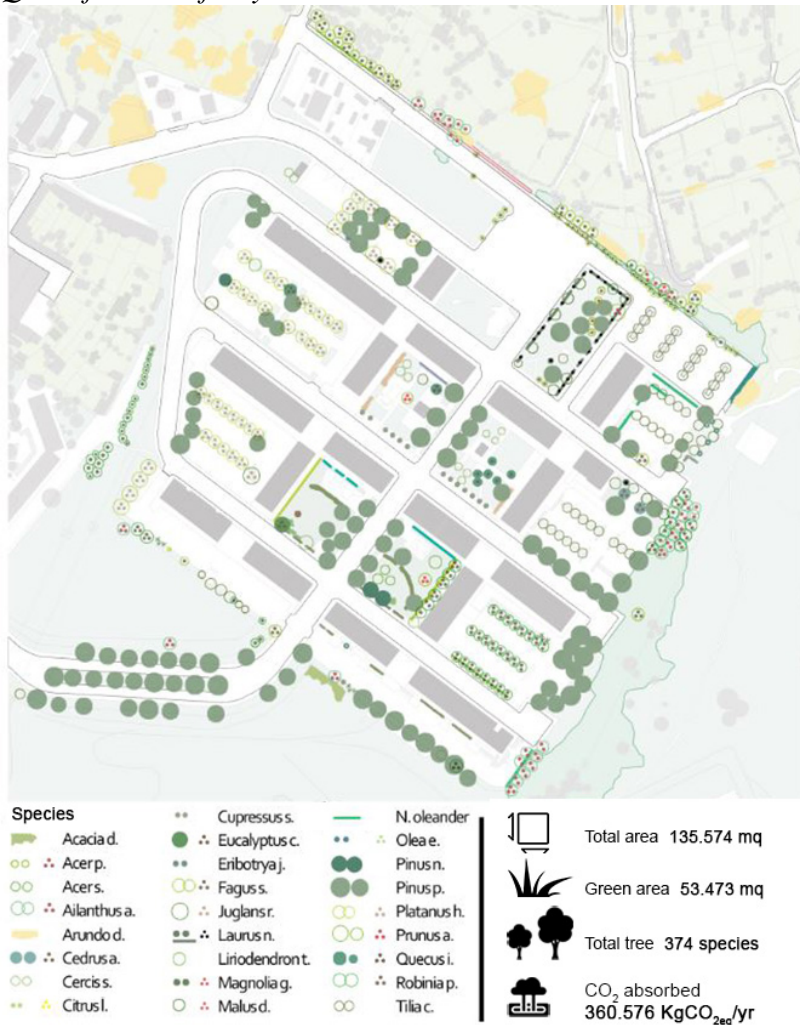 Species
Acacia d.
Acer p.
Acer s.
Ailanthus a.
Arundo d.
Cedrus a.
Cercis s.
Citrus l.
Cupressus s.
Eucalyptus c.
Eribotrya j.
Fagus s.
Juglans r.
Laurus n.
Liriodendron t.
Magnolia g.
Malus d.
N. oleander
Olea e.
Pinus n.
Pinus p.
Platanus h.
Prunus a.
Quecus i.
Robinia p.
Tilia c.
Total area 135.574 mq
Green area 53.473 mq
Total tree 374 species
CO2 absorbed
360.576 KgCO2eq/yr